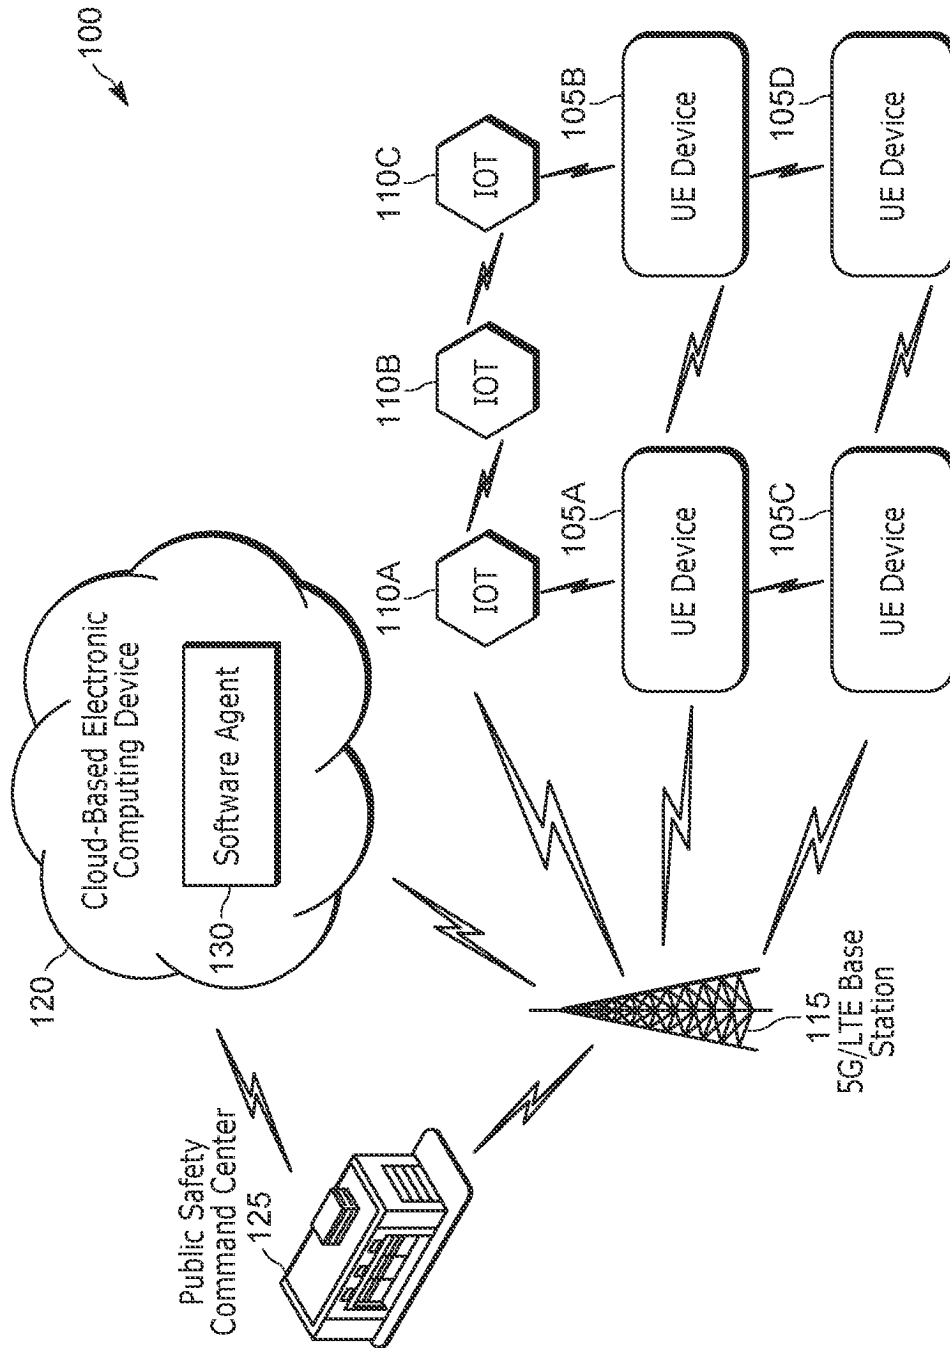 100
Cloud-Based Electronic
Computing Device
120
Software Agent
130
Public Safety
Command Center
125
115
5G/LTE Base
Station
110A
IOT
110B
IOT
110C
IOT
105A
UE Device
105B
UE Device
105C
UE Device
105D
UE Device